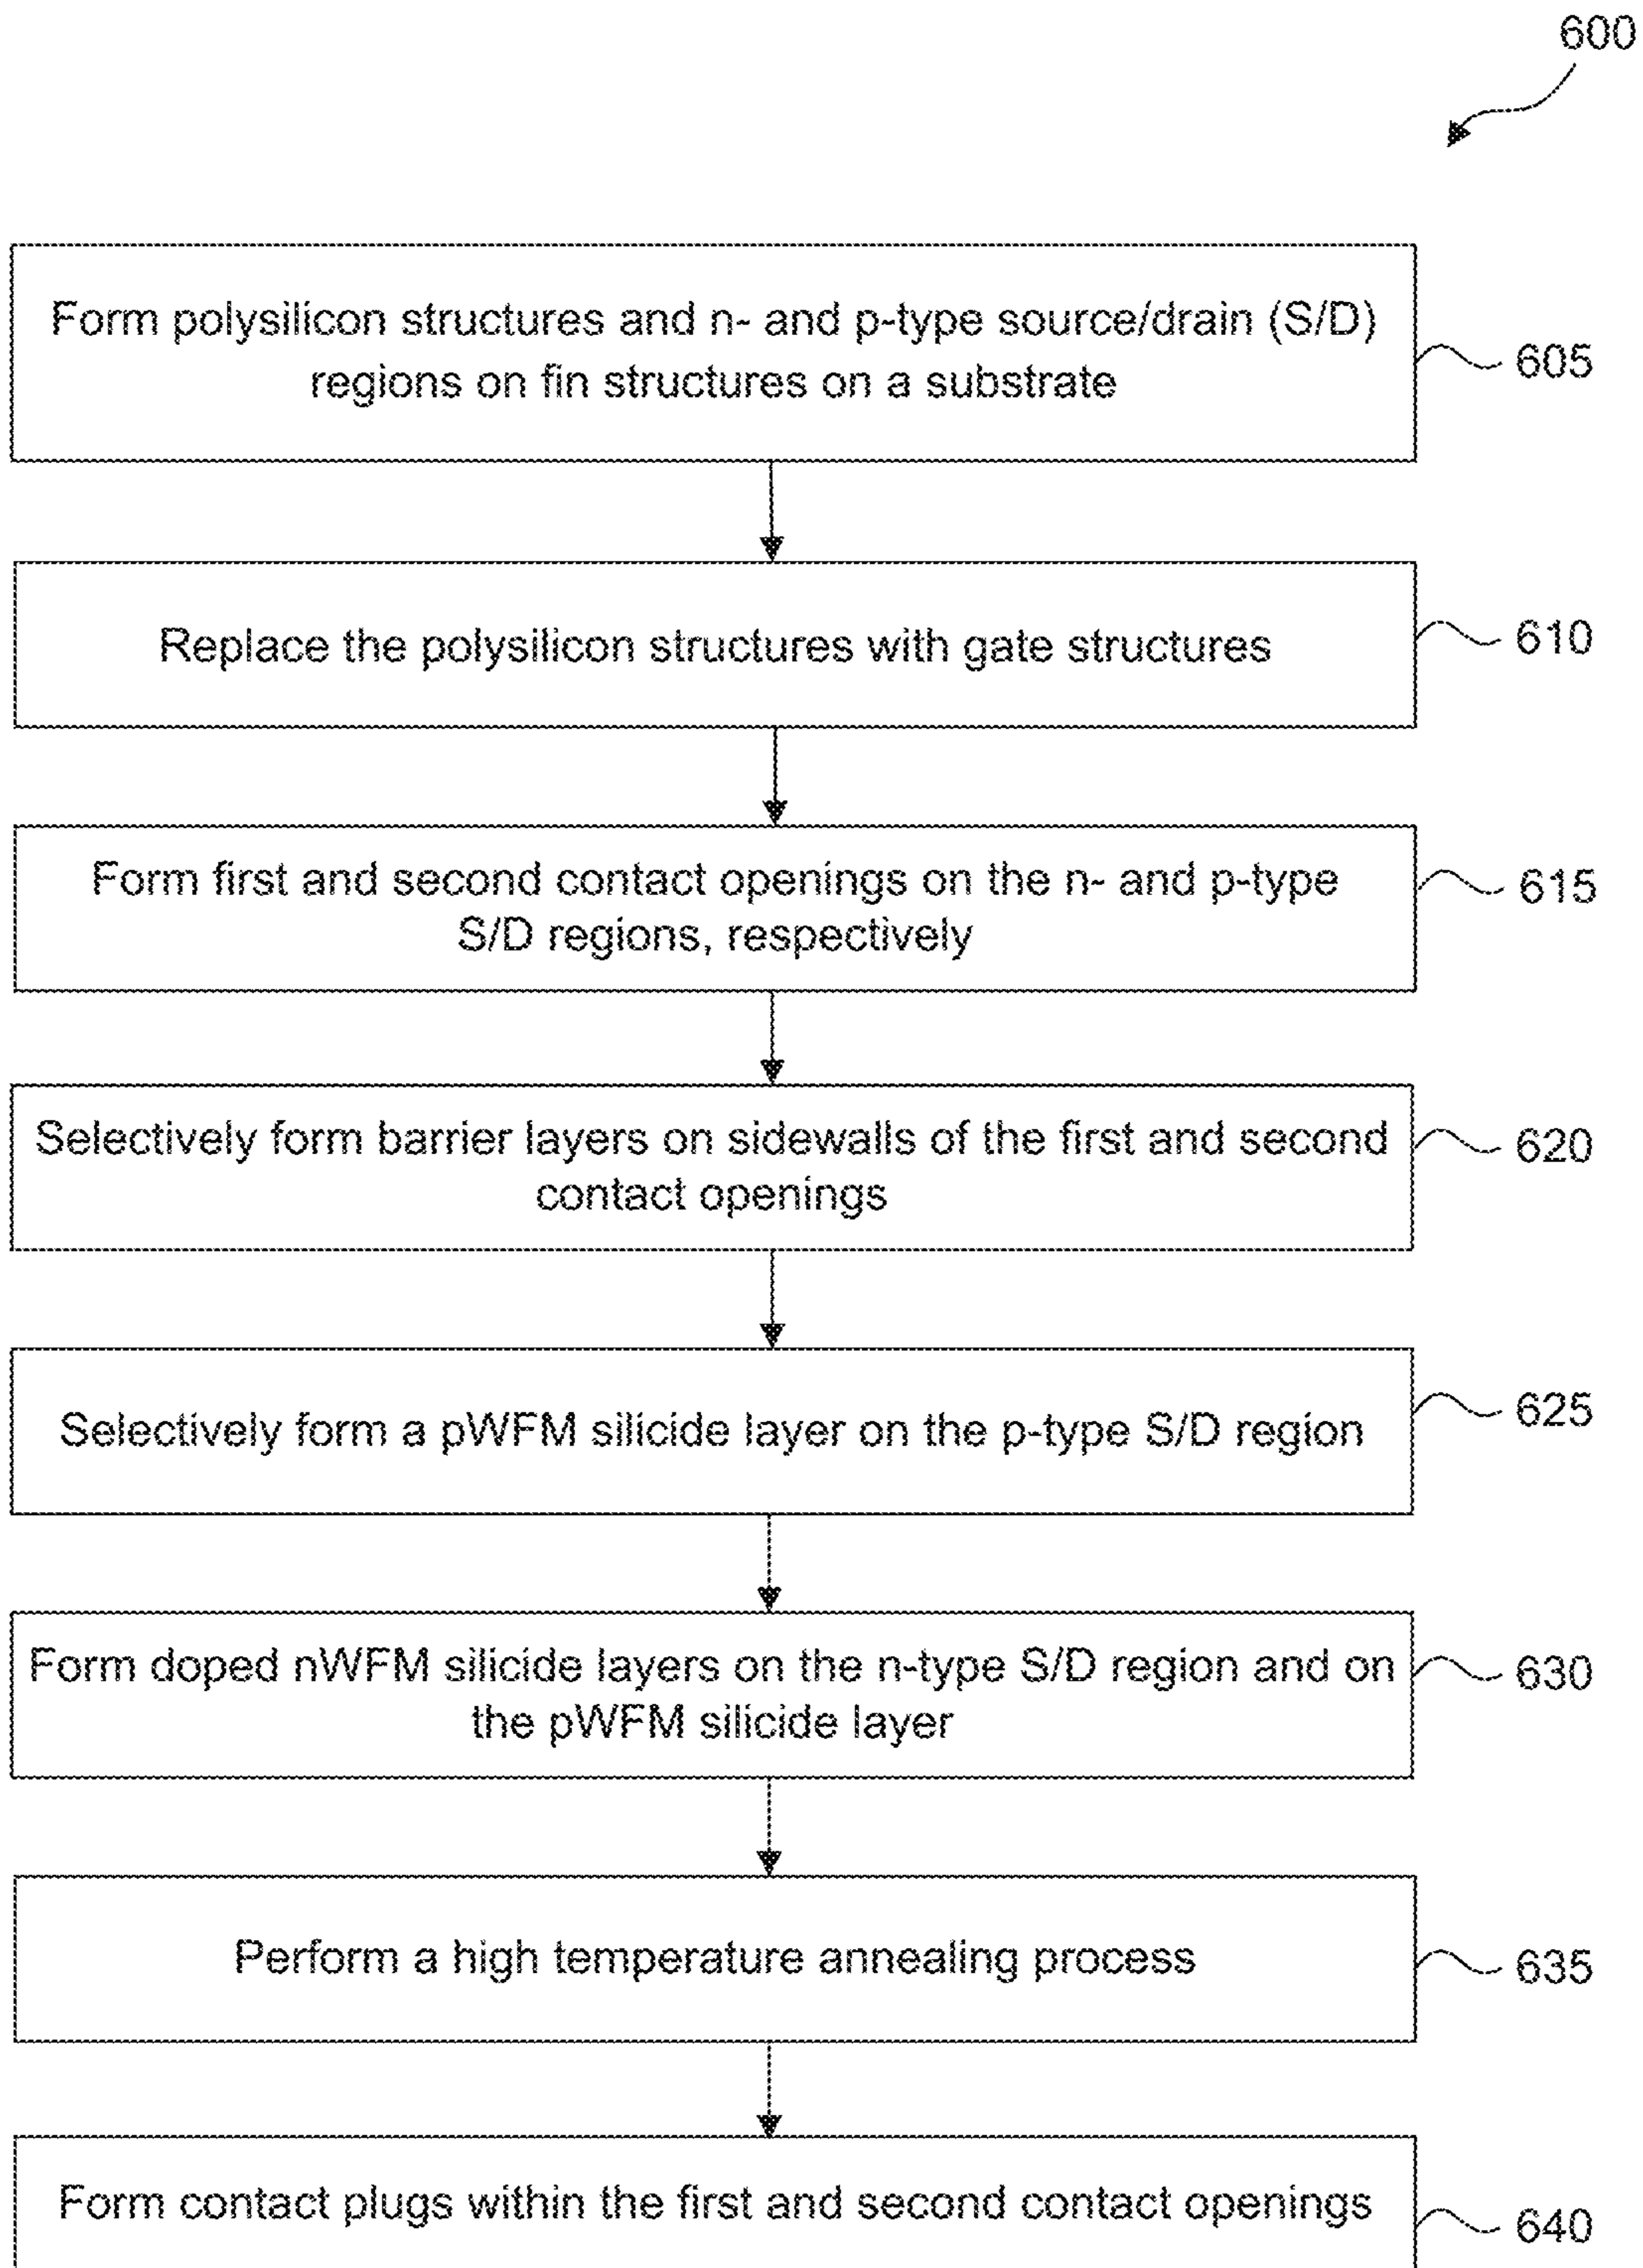 600
Form polysilicon structures and n- and p-type source/drain (S/D)
regions on fin structures on a substrate
605
Replace the polysilicon structures with gate structures
610
Form first and second contact openings on the n- and p-type
S/D regions, respectively
615
Selectively form barrier layers on sidewalls of the first and second
contact openings
620
Selectively form a pWFM silicide layer on the p-type S/D region
625
Form doped nWFM silicide layers on the n-type S/D region and on
the pWFM silicide layer
630
Perform a high temperature annealing process
635
Form contact plugs within the first and second contact openings
640